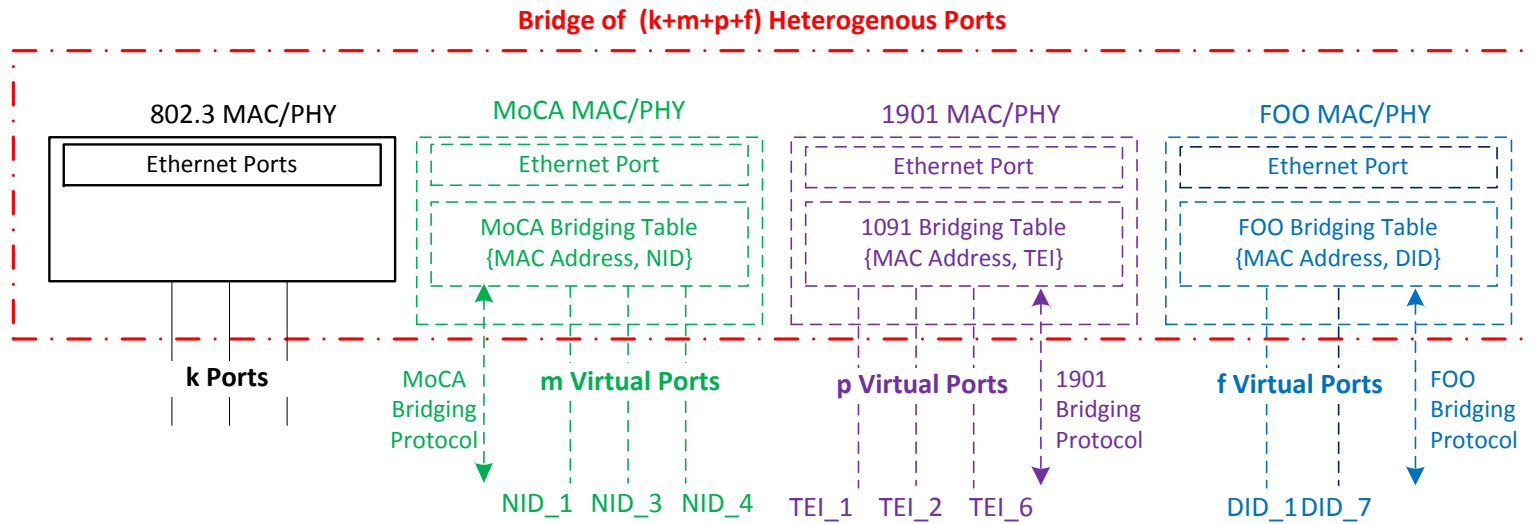 Bridge of (k+m+p+f) Heterogenous Ports
802.3 MAC/PHY
Ethernet Ports
k Ports
MoCA MAC/PHY
Ethernet Port
MoCA Bridging Table
{MAC Address, NID}
MoCA
Bridging
Protocol
m Virtual Ports
NID_1
NID_3
NID_4
1901 MAC/PHY
Ethernet Port
1091 Bridging Table
{MAC Address, TEI}
p Virtual Ports
1901
Bridging
Protocol
TEI_1
TEI_2
TEI_6
FOO MAC/PHY
Ethernet Port
FOO Bridging Table
{MAC Address, DID}
f Virtual Ports
FOO
Bridging
Protocol
DID_1
DID_7